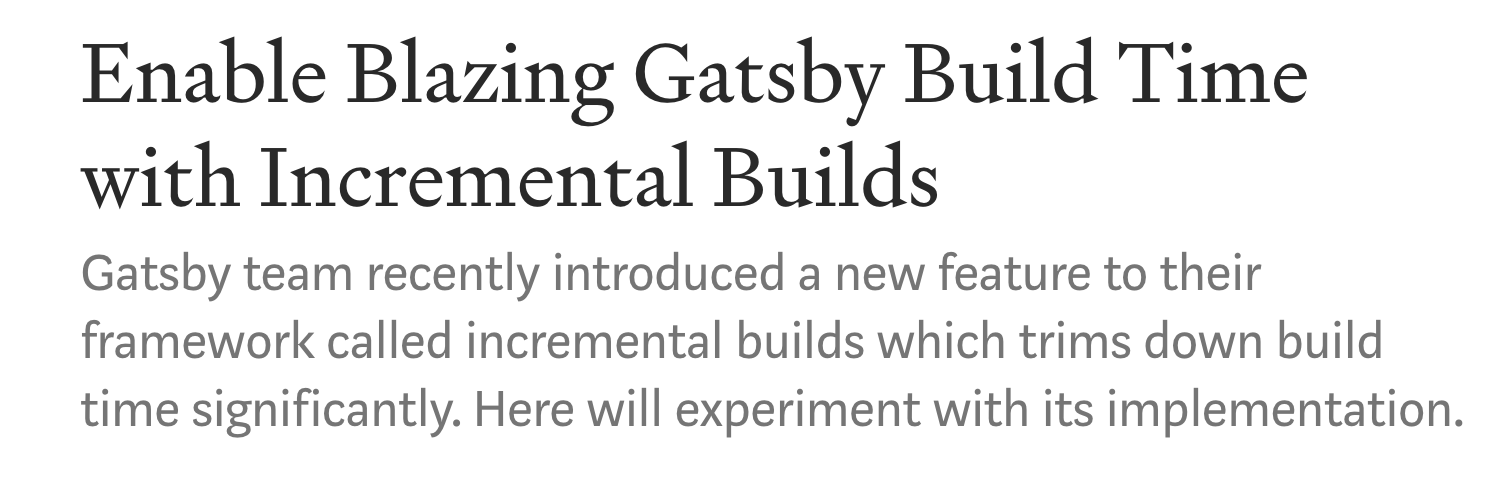 Enable Blazing Gatsby Build Time
with Incremental Builds
Gatsby team recently introduced a new feature to their
framework called incremental builds which trims down build
time significantly. Here will experiment with its implementation.